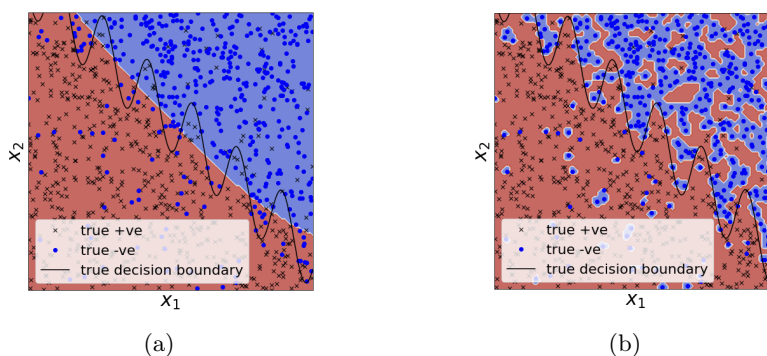 x₂
true +ve
true -ve
true decision boundary
x₁
(a)
x₂
true +ve
true -ve
true decision boundary
x₁
(b)